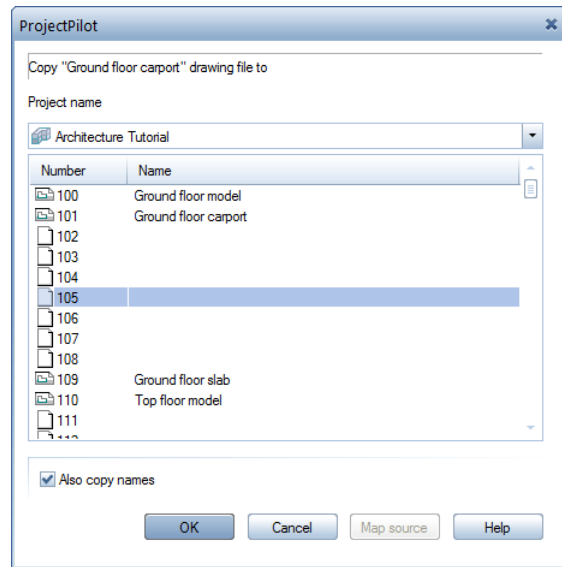 ProjectPilot
Copy "Ground floor carport" drawing file to
Project name
Architecture Tutorial
Number Name
100 Ground floor model
101 Ground floor carport
102
103
104
105
106
107
108
109 Ground floor slab
110 Top floor model
111
Also copy names
OK Cancel Map source Help